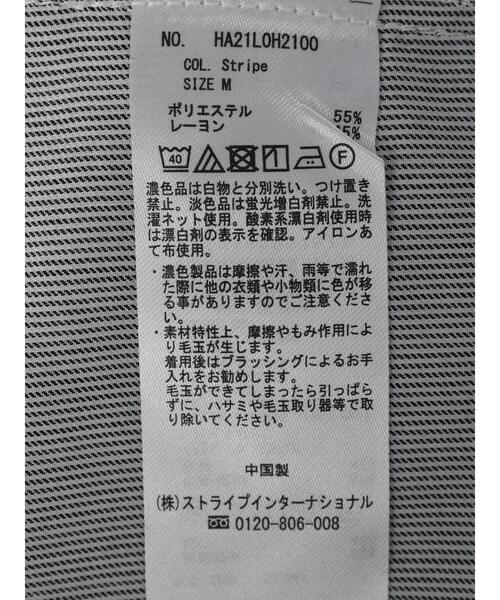 NO. HA21L0H2100
COL. Stripe
SIZE M
ポリエステル 55%
レーヨン 45%
40 F
濃色品は白物と分別洗い。つけ置き
禁止。淡色品は蛍光増白剤禁止。洗
濯ネット使用。酸素系漂白剤使用時
は漂白剤の表示を確認。アイロンあ
て布使用。
・濃色製品は摩擦や汗、雨等で濡れ
た際に他の衣類や小物類に色が移
る事がありますのでご注意くださ
い。
・素材特性上、摩擦やもみ作用によ
り毛玉が生じます。
着用後はブラッシングによるお手
入れをお勧めします。
毛玉ができてしまったら引っぱら
ずに、ハサミや毛玉取り器等で取
り除いてください。
中国製
(株)ストライプインターナショナル
0120-806-008